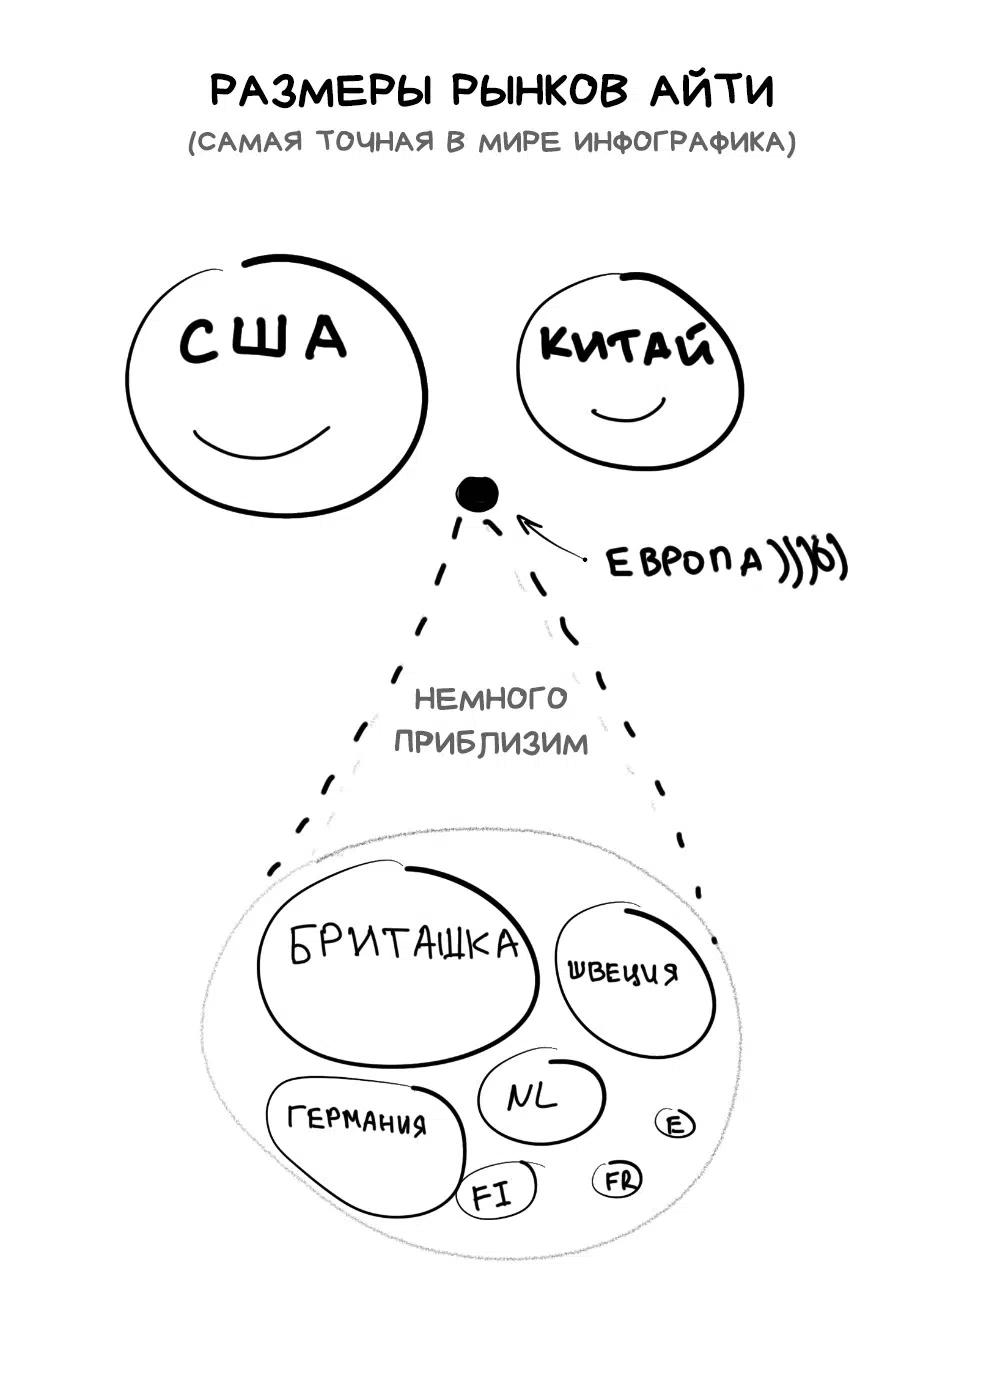 РАЗМЕРЫ РЫНКОВ АЙТИ
(САМАЯ ТОЧНАЯ В МИРЕ ИНФОГРАФИКА)
США
КИТАЙ
ЕВРОПА)))0)
НЕМНОГО
ПРИБЛИЗИМ
БРИТАШКА
ШВЕЦИЯ
ГЕРМАНИЯ
NL
E
FI
FR